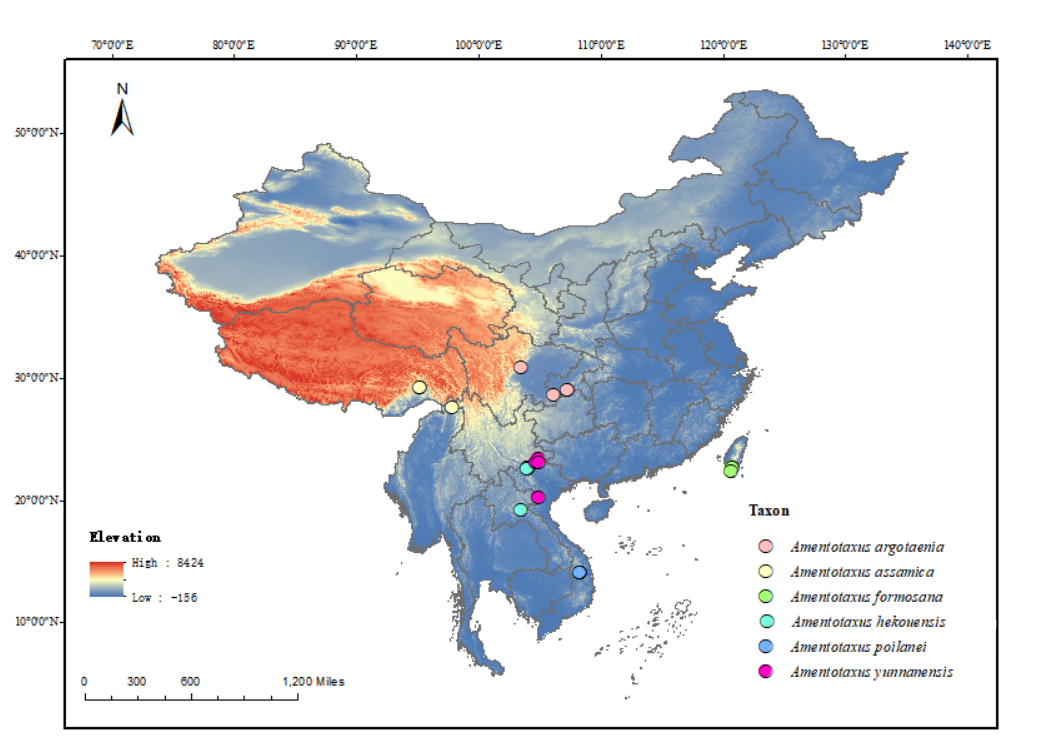 70°0'0"E 80°0'0"E 90°0'0"E 100°0'0"E 110°0'0"E 120°0'0"E 130°0'0"E 140°0'0"E
N
50°0'0"N
40°0'0"N
30°0'0"N
20°0'0"N
10°0'0"N
Elevation
High : 8424
Low : -156
0 300 600 1,200 Miles
Taxon
Amentotaxus argotaenia
Amentotaxus assamica
Amentotaxus formosana
Amentotaxus hekouensis
Amentotaxus poilanei
Amentotaxus yunnanensis